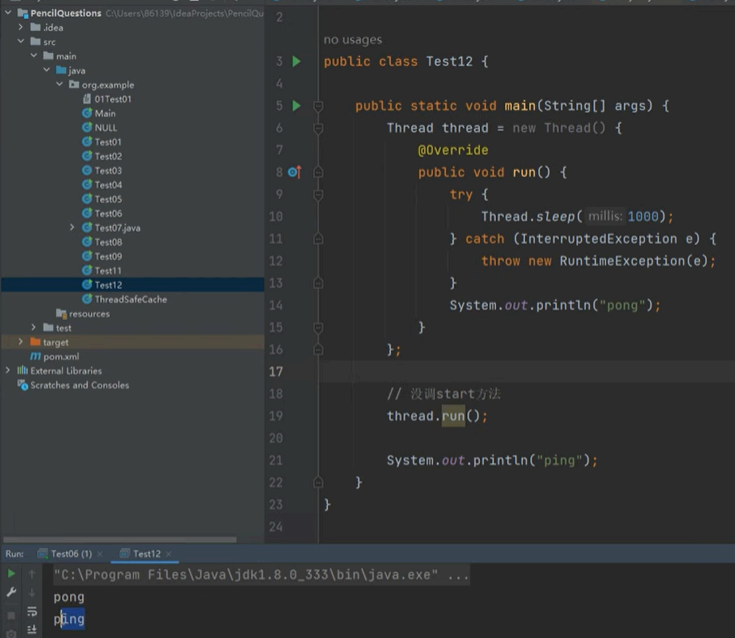 PencilQuestions C:\Users\86139\IdeaProjects\PencilQu
.idea
src
main
java
org.example
01Test01
Main
NULL
Test01
Test02
Test03
Test04
Test05
Test06
Test07.java
Test08
Test09
Test11
Test12
ThreadSafeCache
resources
test
target
pom.xml
External Libraries
Scratches and Consoles
2
no usages
3 public class Test12 {
4
5 public static void main(String[] args) {
6 Thread thread = new Thread() {
7 @Override
8 public void run() {
9 try {
10 Thread.sleep( millis: 1000);
11 } catch (InterruptedException e) {
12 throw new RuntimeException(e);
13 }
14 System.out.println("pong");
15 }
16 };
17
18 // 没调start方法
19 thread.run();
20
21 System.out.println("ping");
22 }
23 }
24
Run: Test06 (1) × Test12 ×
"C:\Program Files\Java\jdk1.8.0_333\bin\java.exe" ...
pong
ping